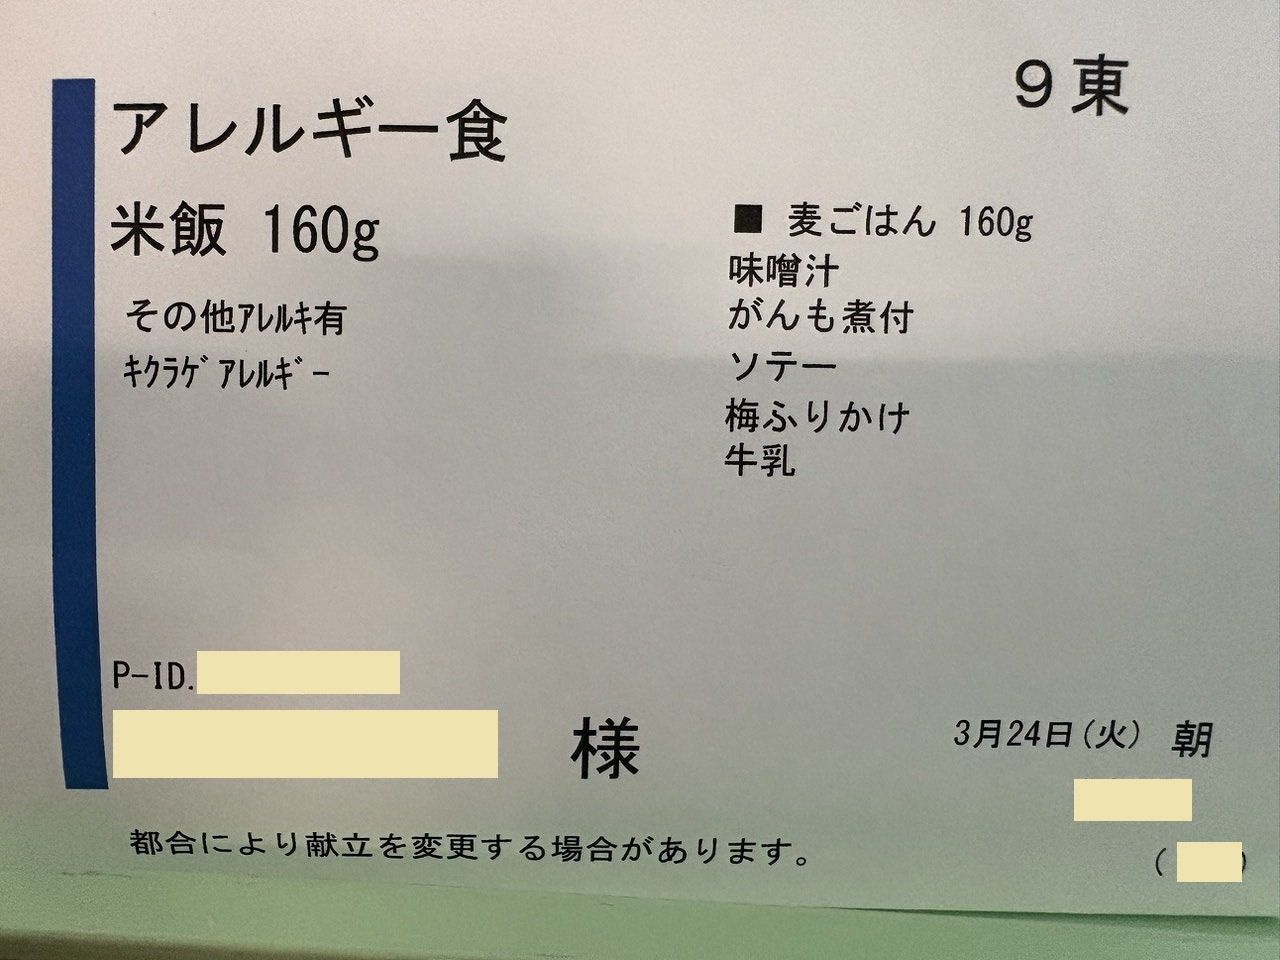 9東
アレルギー食
米飯 160g
その他ｱﾚﾙｷ有
ｷｸﾗｹﾞｱﾚﾙｷﾞｰ
■ 麦ごはん 160g
味噌汁
がんも煮付
ソテー
梅ふりかけ
牛乳
P-ID.
様
3月24日(火) 朝
( )
都合により献立を変更する場合があります。